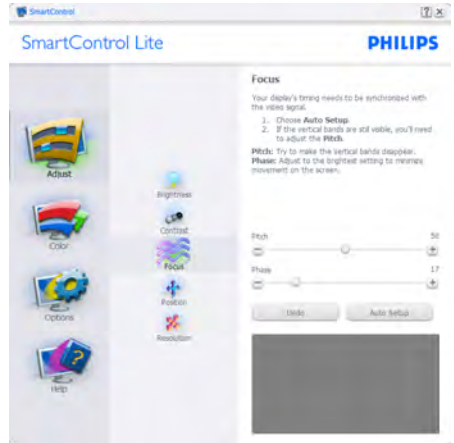 SmartControl
SmartControl Lite
PHILIPS
Adjust
Color
Options
Help
Brightness
Contrast
Focus
Position
Resolution
Focus
Your display's timing needs to be synchronized with
the video signal.
1. Choose Auto Setup.
2. If the vertical bands are still visible, you'll need
to adjust the Pitch.
Pitch: Try to make the vertical bands disappear.
Phase: Adjust to the brightest setting to minimize
movement on the screen.
Pitch 50
Phase 17
Undo Auto Setup